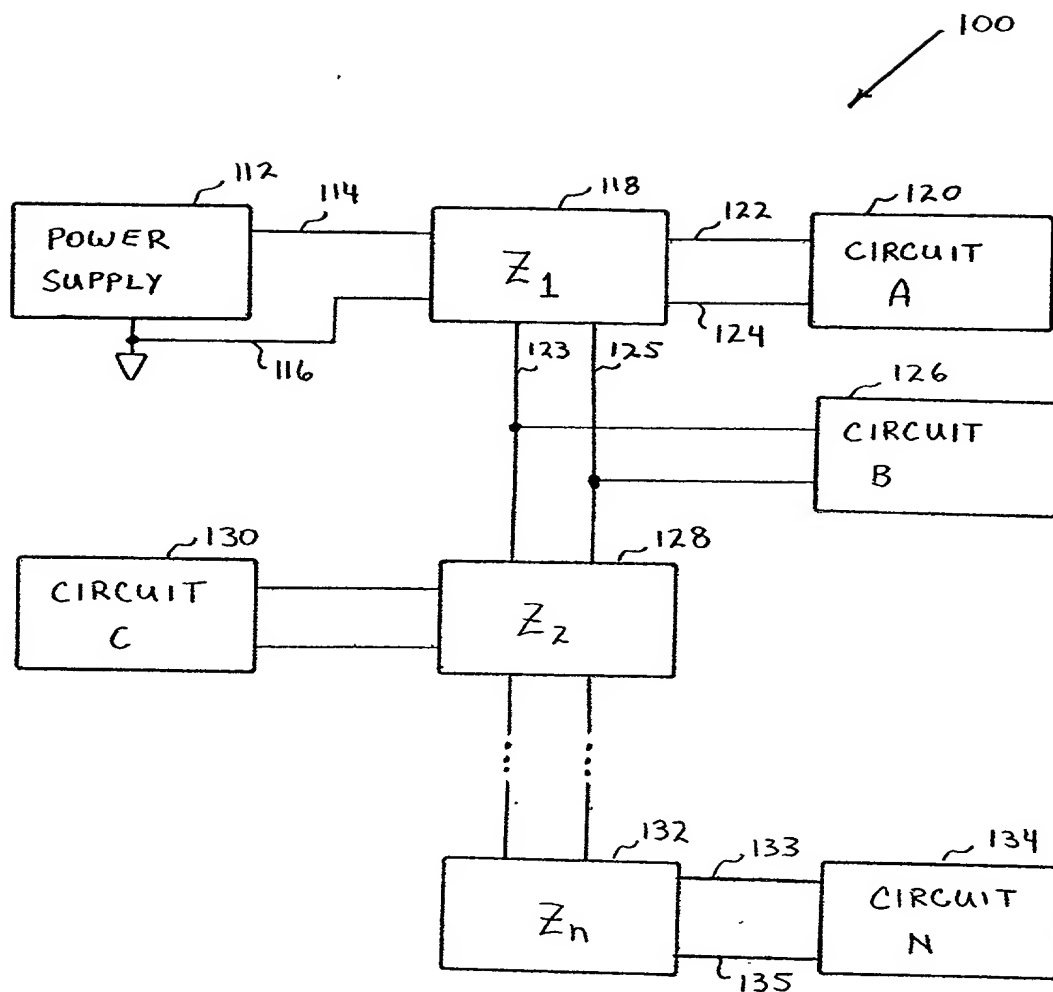 100
112
114
118
122
120
POWER
SUPPLY
Z1
CIRCUIT
A
116
123
125
124
126
CIRCUIT
B
130
128
CIRCUIT
C
Z2
132
133
134
Zn
CIRCUIT
N
135